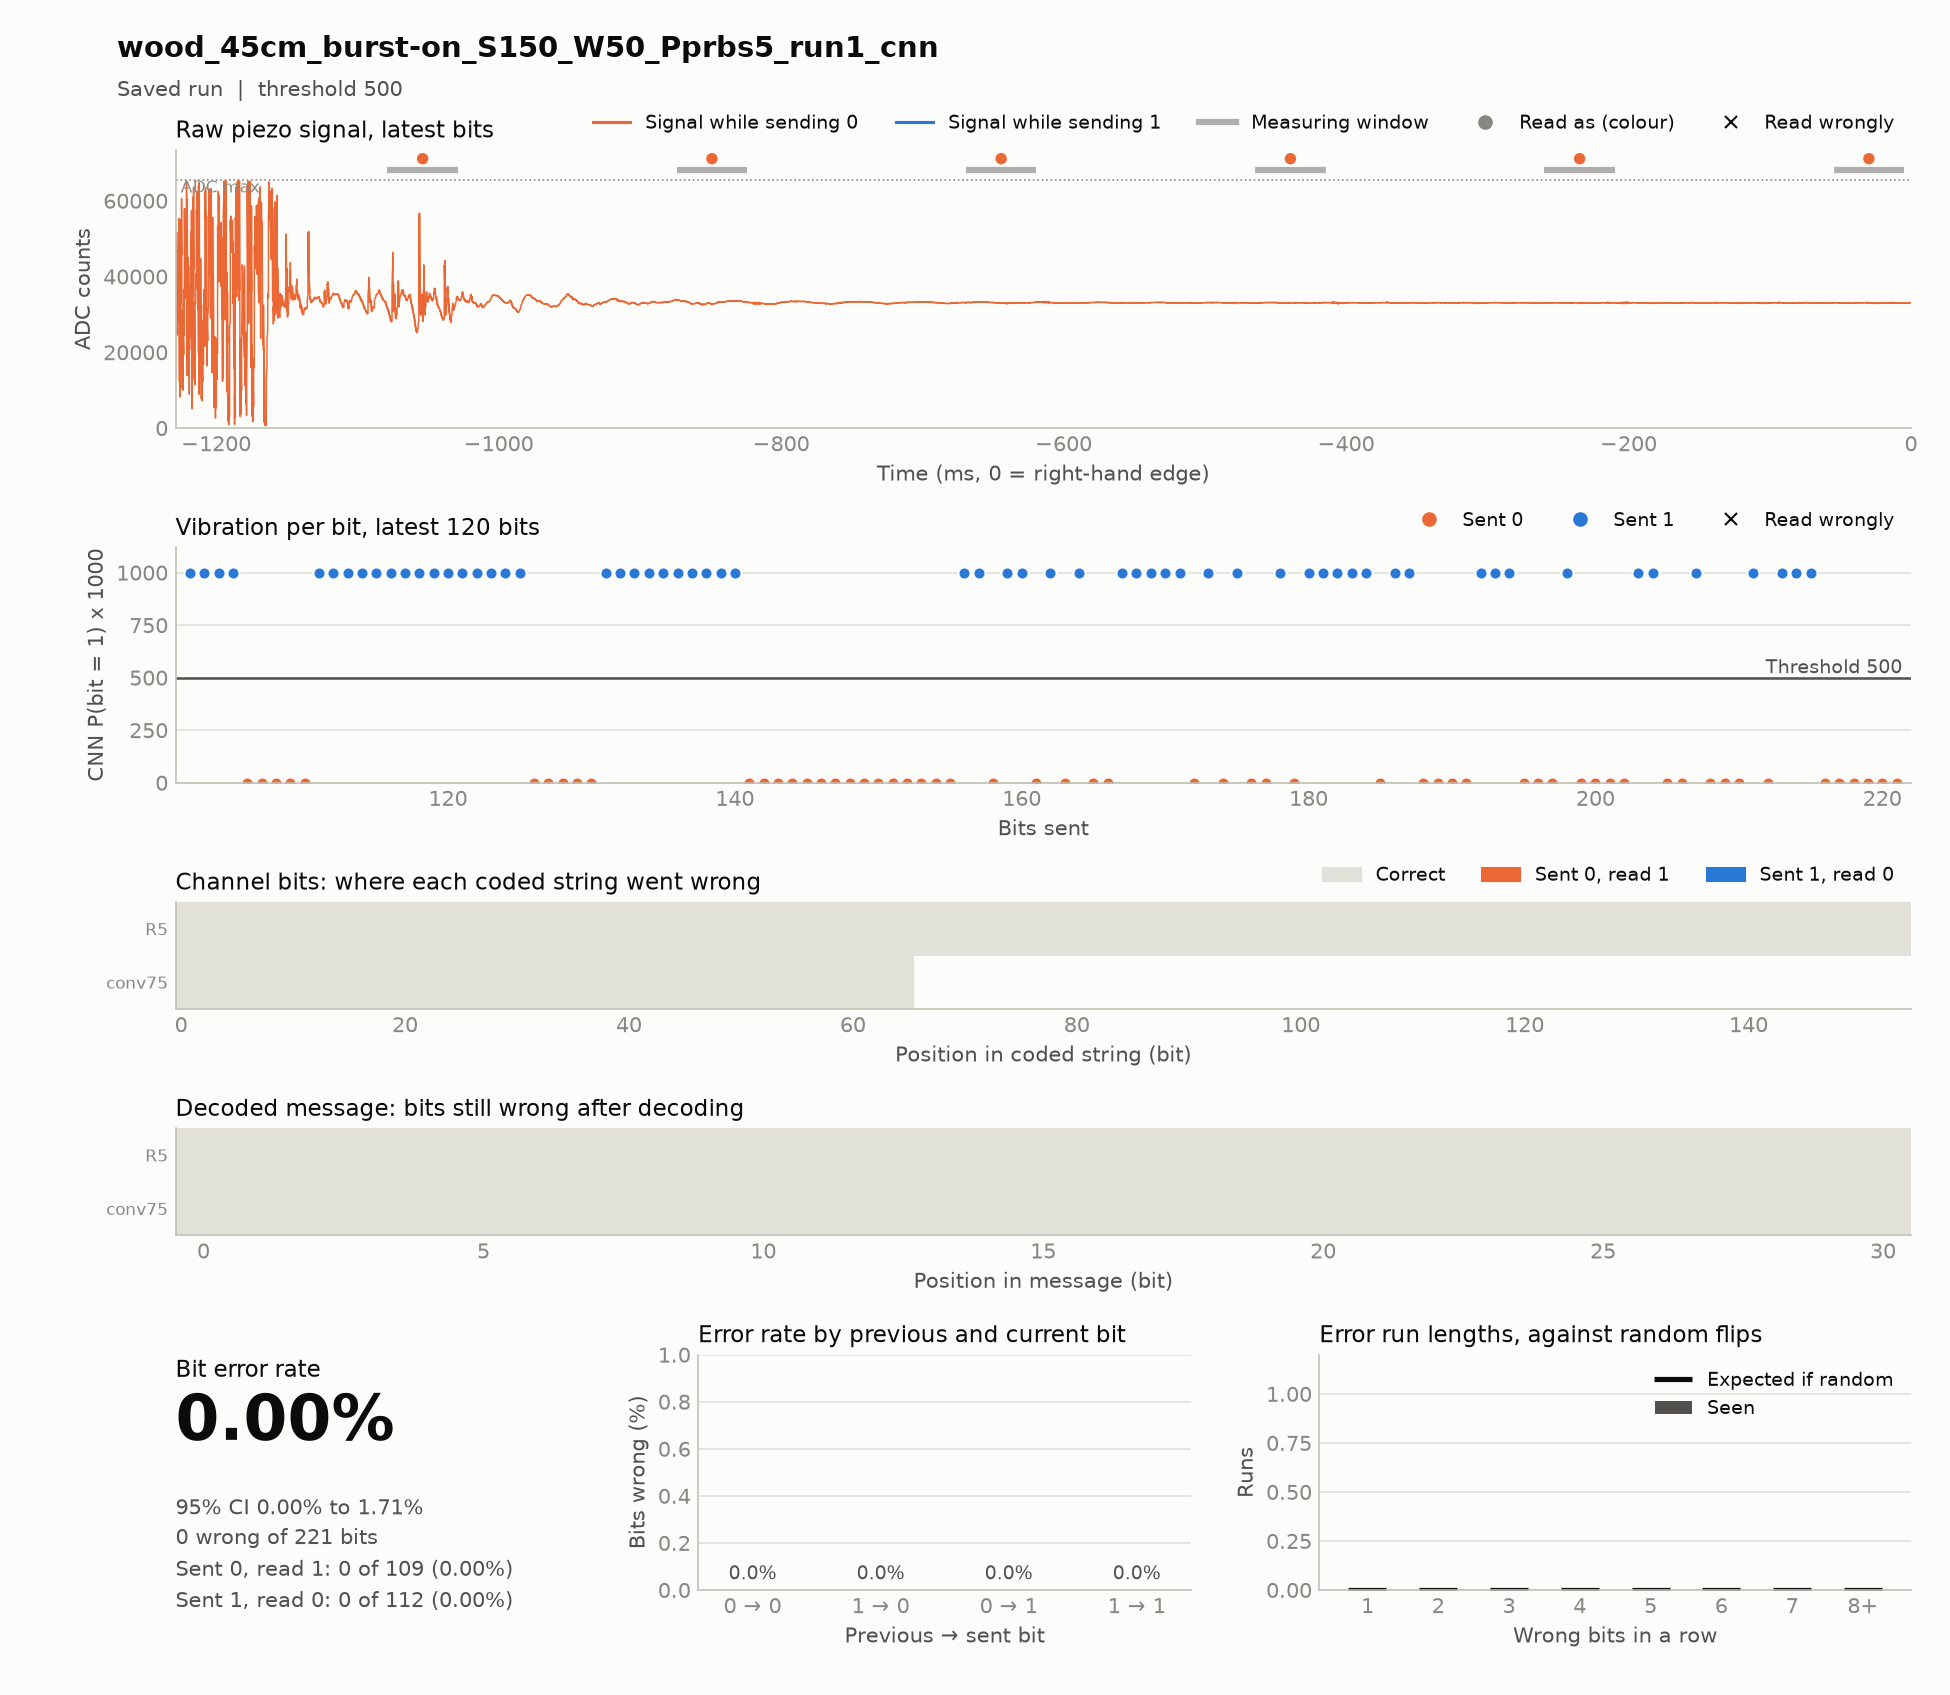 wood_45cm_burst-on_S150_W50_Pprbs5_run1_cnn
Saved run | threshold 500
Raw piezo signal, latest bits
Signal while sending 0
Signal while sending 1
Measuring window
Read as (colour)
Read wrongly
ADC max
ADC counts
60000
40000
20000
0
−1200
−1000
−800
−600
−400
−200
0
Time (ms, 0 = right-hand edge)
Vibration per bit, latest 120 bits
Sent 0
Sent 1
Read wrongly
CNN P(bit = 1) x 1000
1000
750
500
250
0
Threshold 500
120
140
160
180
200
220
Bits sent
Channel bits: where each coded string went wrong
Correct
Sent 0, read 1
Sent 1, read 0
R5
conv75
0
20
40
60
80
100
120
140
Position in coded string (bit)
Decoded message: bits still wrong after decoding
R5
conv75
0
5
10
15
20
25
30
Position in message (bit)
Bit error rate
0.00%
95% CI 0.00% to 1.71%
0 wrong of 221 bits
Sent 0, read 1: 0 of 109 (0.00%)
Sent 1, read 0: 0 of 112 (0.00%)
Error rate by previous and current bit
Bits wrong (%)
1.0
0.8
0.6
0.4
0.2
0.0
0.0%
0.0%
0.0%
0.0%
0 → 0
1 → 0
0 → 1
1 → 1
Previous → sent bit
Error run lengths, against random flips
Expected if random
Seen
Runs
1.00
0.75
0.50
0.25
0.00
1
2
3
4
5
6
7
8+
Wrong bits in a row